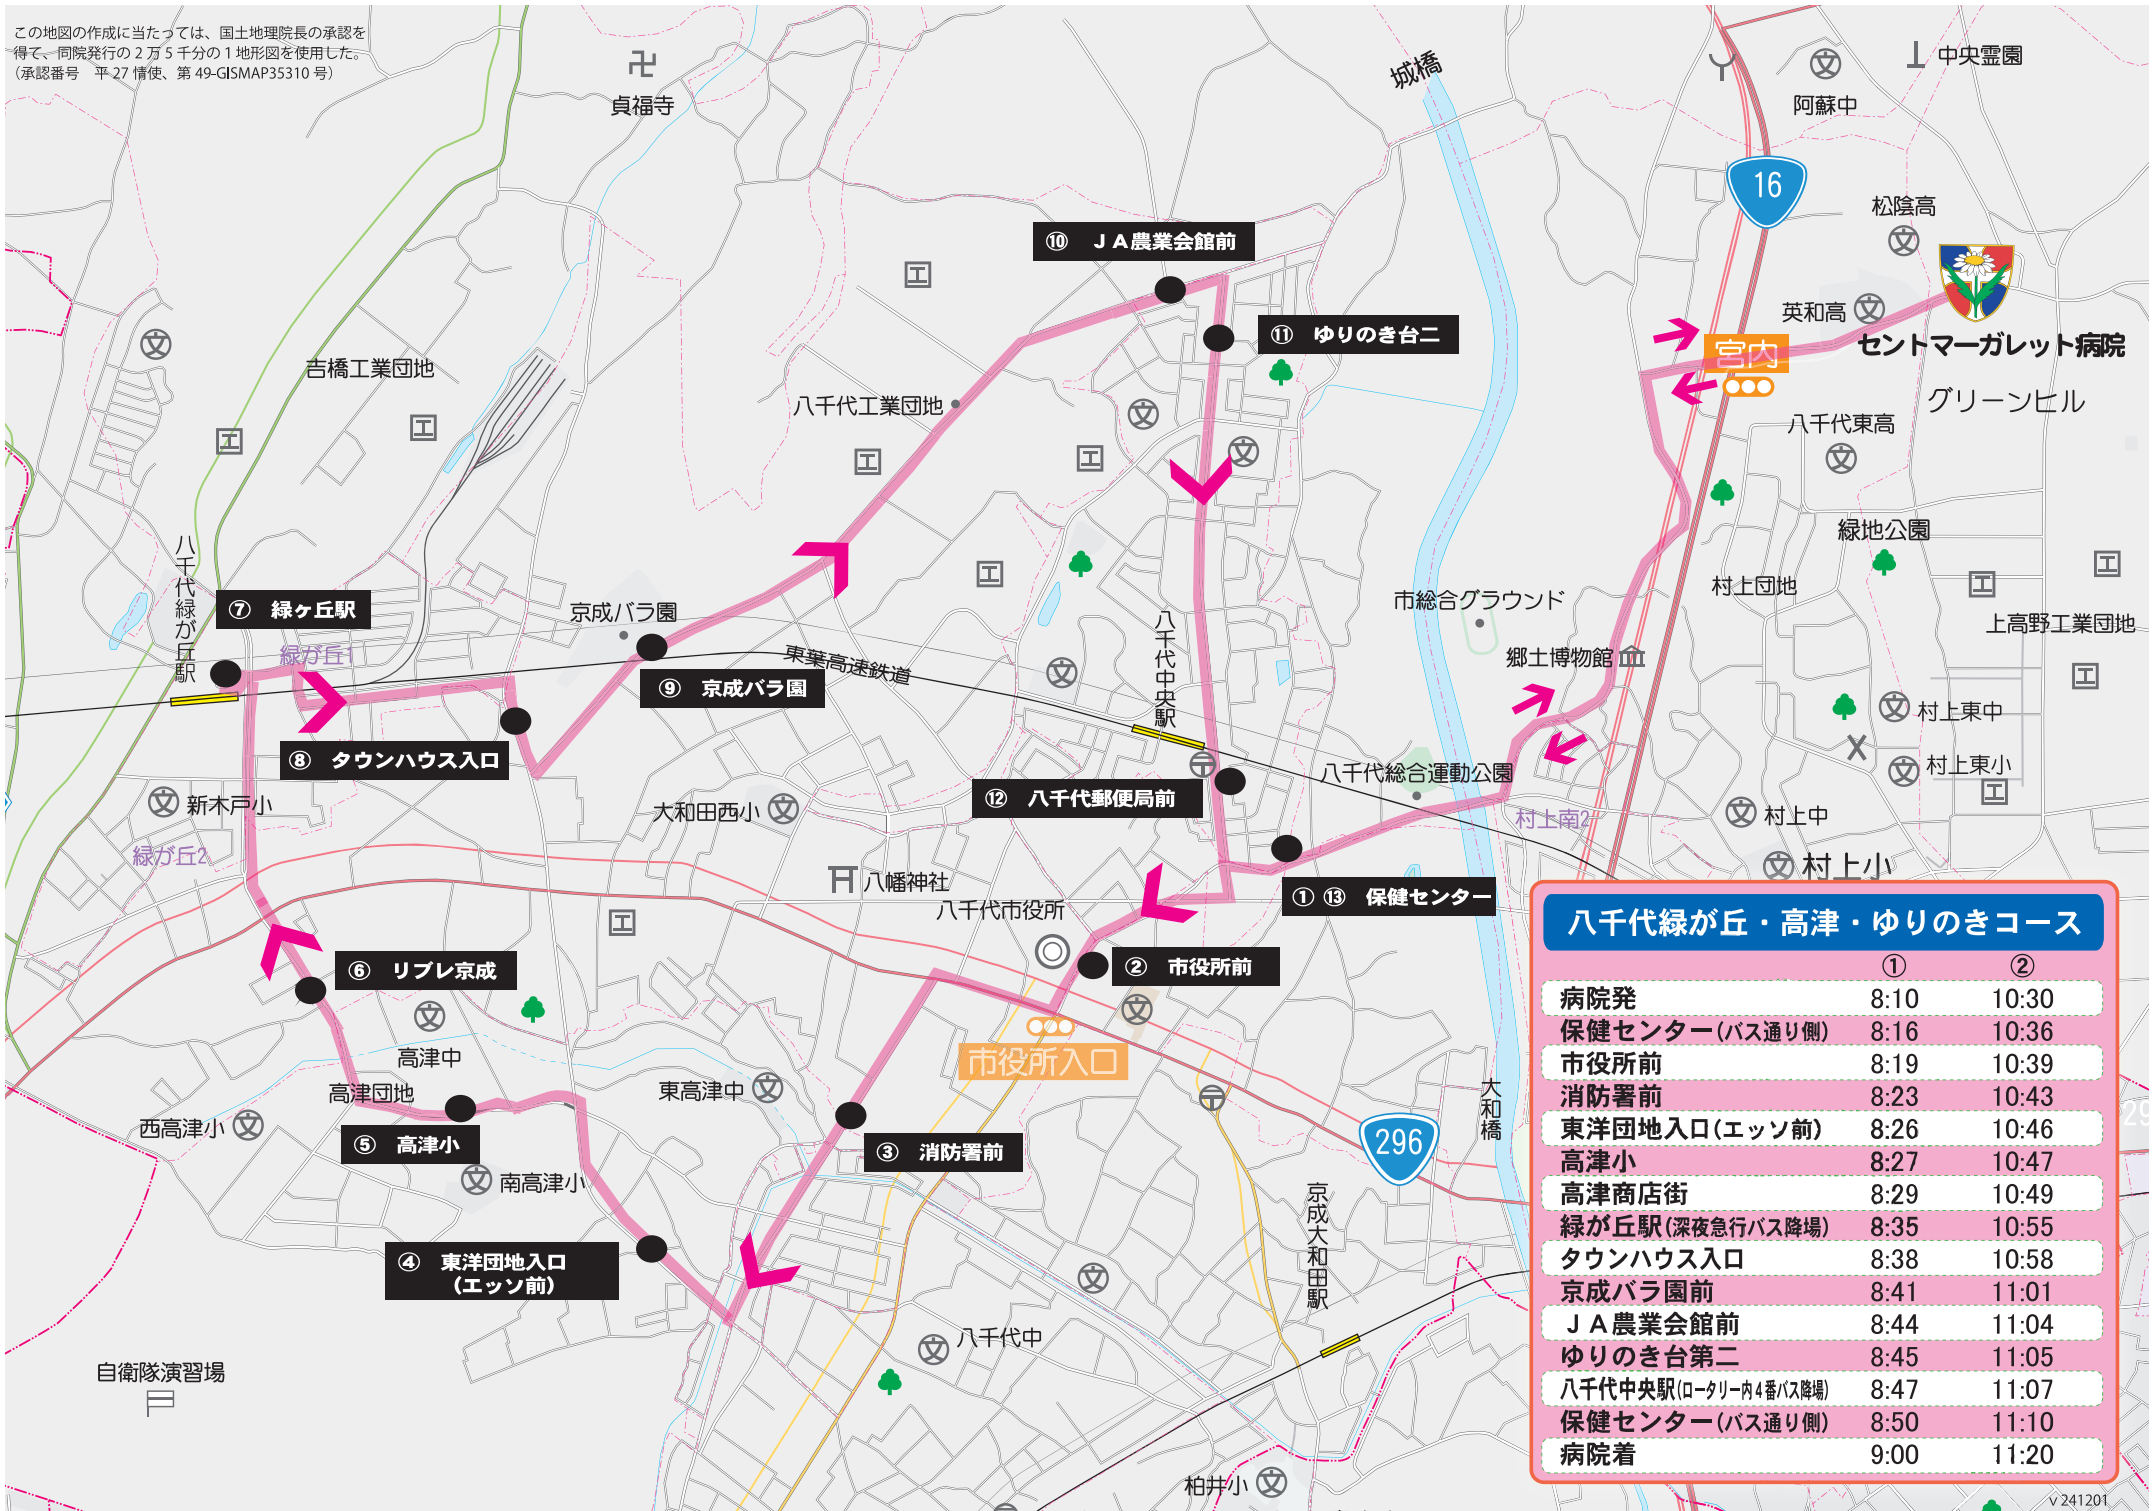 この地図の作成に当たっては、国土地理院長の承認を
得て、同院発行の2万5千分の1地形図を使用した。
（承認番号　平27情使、第49-GISMAP35310号）
貞福寺
城橋
中央霊園
阿蘇中
16
松陰高
⑩　ＪＡ農業会館前
英和高
⑪　ゆりのき台二
宮内
セントマーガレット病院
グリーンヒル
吉橋工業団地
八千代工業団地
八千代東高
緑地公園
八千代緑が丘駅
⑦　緑ヶ丘駅
京成バラ園
市総合グラウンド
村上団地
上高野工業団地
緑が丘1
東葉高速鉄道
八千代中央駅
郷土博物館
⑨　京成バラ園
村上東中
⑧　タウンハウス入口
八千代総合運動公園
村上東小
新木戸小
大和田西小
⑫　八千代郵便局前
村上南2
村上中
緑が丘2
村上小
八幡神社
八千代市役所
①⑬　保健センター
⑥　リブレ京成
②　市役所前
高津中
市役所入口
高津団地
東高津中
大和橋
西高津小
⑤　高津小
③　消防署前
296
南高津小
京成大和田駅
④　東洋団地入口
（エッソ前）
八千代中
自衛隊演習場
柏井小
29
八千代緑が丘・高津・ゆりのきコース
①　②
病院発　8:10　10:30
保健センター（バス通り側）　8:16　10:36
市役所前　8:19　10:39
消防署前　8:23　10:43
東洋団地入口（エッソ前）　8:26　10:46
高津小　8:27　10:47
高津商店街　8:29　10:49
緑が丘駅（深夜急行バス降場）　8:35　10:55
タウンハウス入口　8:38　10:58
京成バラ園前　8:41　11:01
ＪＡ農業会館前　8:44　11:04
ゆりのき台第二　8:45　11:05
八千代中央駅（ロータリー内4番バス降場）　8:47　11:07
保健センター（バス通り側）　8:50　11:10
病院着　9:00　11:20
v 241201